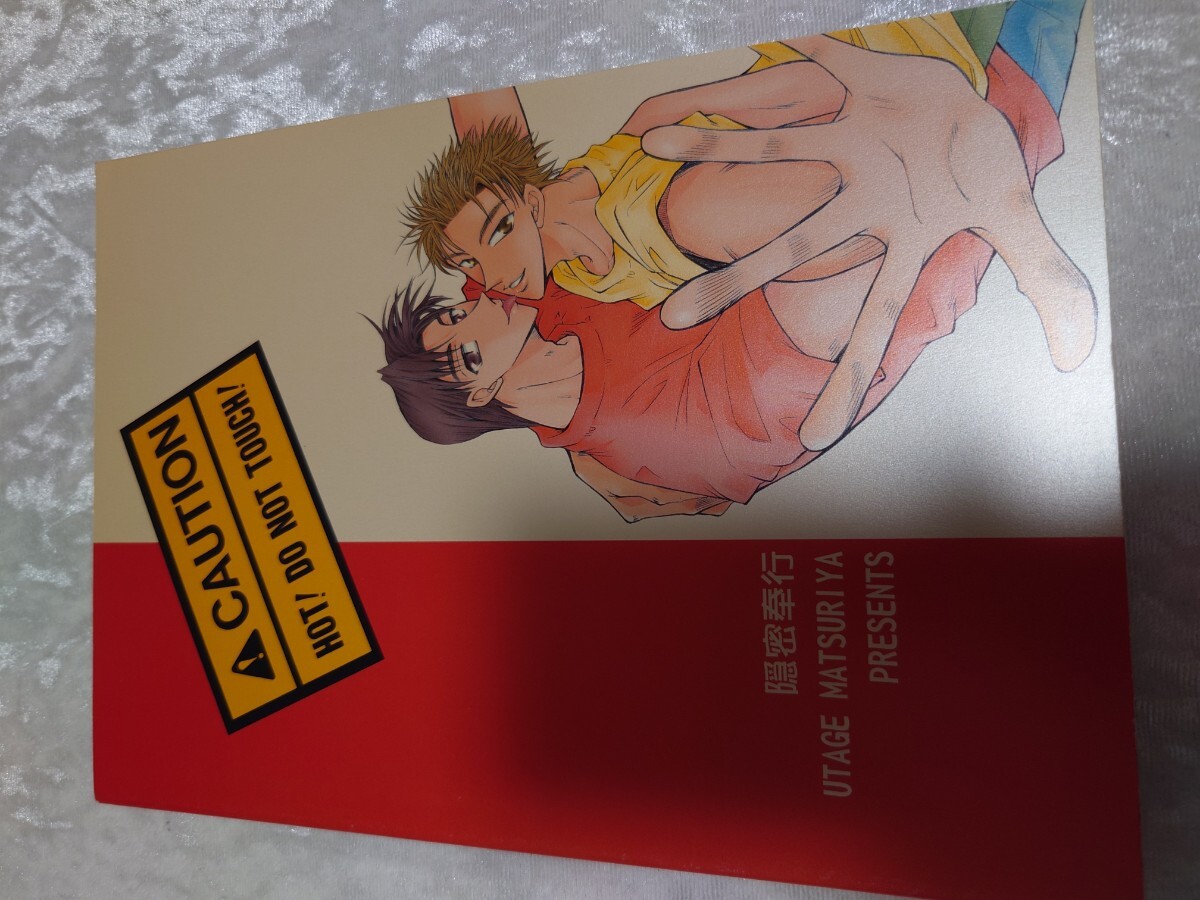 CAUTION
HOT! DO NOT TOUCH!
隠密奉行
UTAGE MATSURIYA
PRESENTS